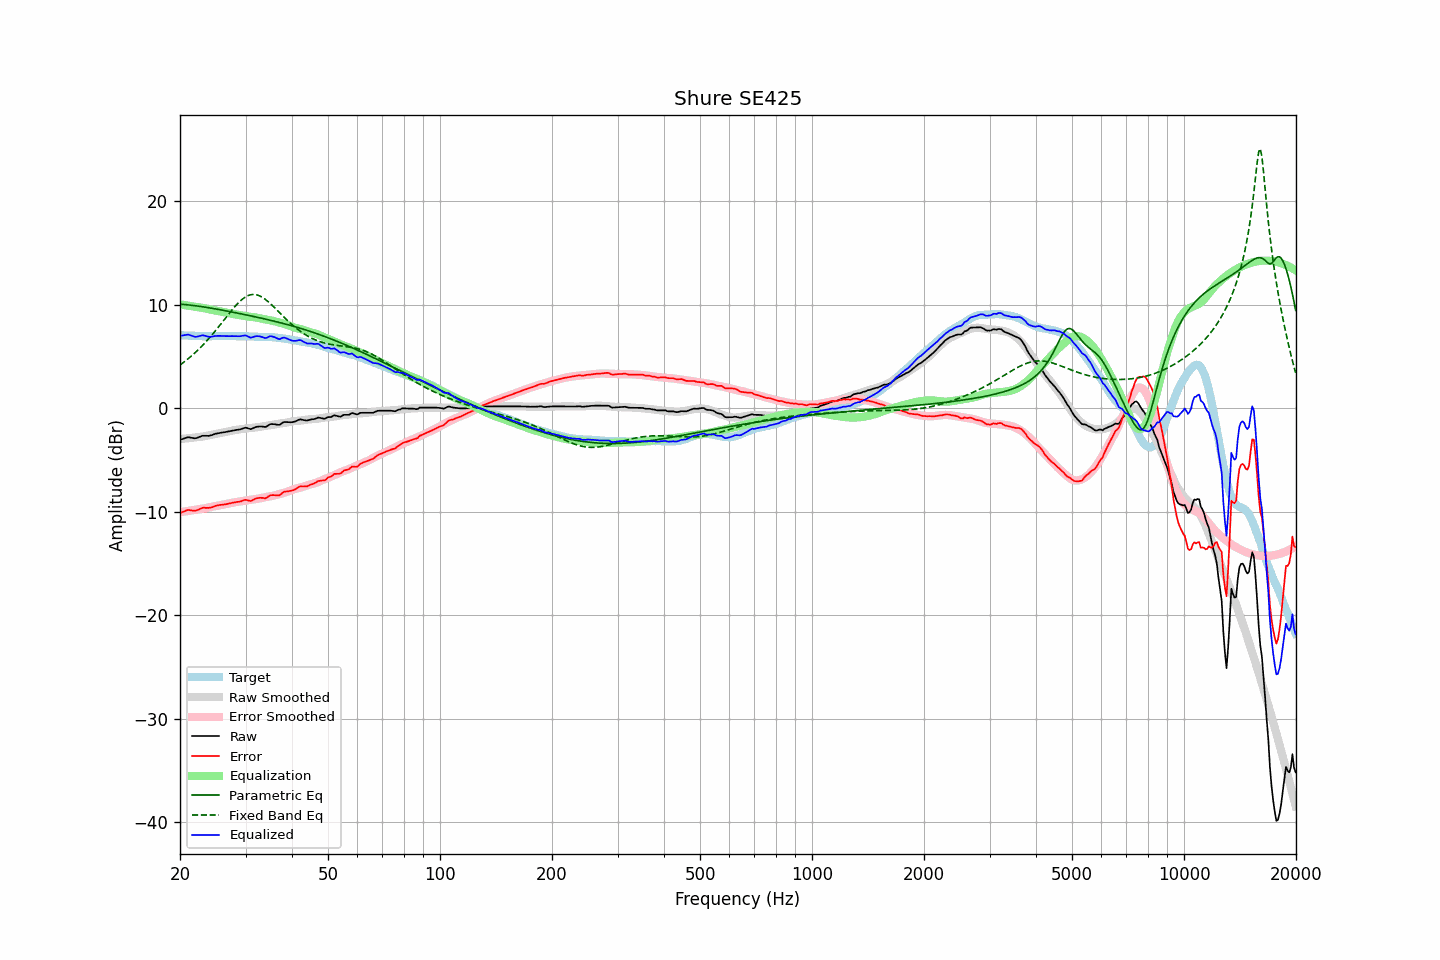 Shure SE425
Amplitude (dBr)
20
10
0
−10
−20
−30
−40
Target
Raw Smoothed
Error Smoothed
Raw
Error
Equalization
Parametric Eq
Fixed Band Eq
Equalized
20 50 100 200 500 1000 2000 5000 10000 20000
Frequency (Hz)